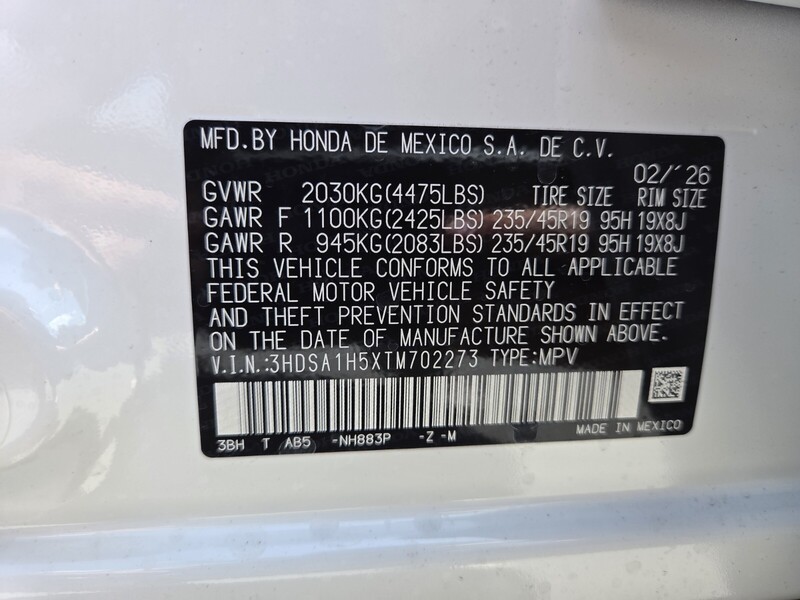 MFD.BY HONDA DE MEXICO S.A. DE C.V.
02/'26
GVWR 2030KG(4475LBS) TIRE SIZE RIM SIZE
GAWR F 1100KG(2425LBS) 235/45R19 95H 19X8J
GAWR R 945KG(2083LBS) 235/45R19 95H 19X8J
THIS VEHICLE CONFORMS TO ALL APPLICABLE
FEDERAL MOTOR VEHICLE SAFETY
AND THEFT PREVENTION STANDARDS IN EFFECT
ON THE DATE OF MANUFACTURE SHOWN ABOVE.
V.I.N.:3HDSA1H5XTM702273 TYPE:MPV
3BH T AB5 -NH883P -Z -M MADE IN MEXICO